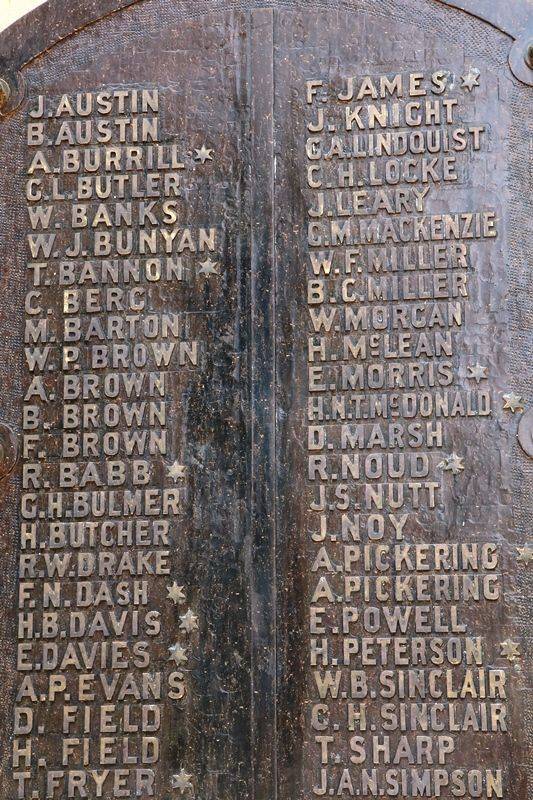 J. AUSTIN
B. AUSTIN
A. BURRILL ★
G. L. BUTLER
W. BANKS
W. J. BUNYAN
T. BANNON ★
C. BERG
M. BARTON
W. P. BROWN
A. BROWN
B. BROWN
F. BROWN
R. BABB ★
G. H. BULMER
H. BUTCHER
R. W. DRAKE
F. N. DASH ★
H. B. DAVIS ★
E. DAVIES ★
A. P. EVANS
D. FIELD
H. FIELD
T. FRYER ★
F. JAMES ★
J. KNIGHT
G. A. LINDQUIST
C. H. LOCKE
J. LEARY
G. M. MACKENZIE
W. F. MILLER
B. G. MILLER
W. MORGAN
H. McLEAN
E. MORRIS ★
H. N. T. McDONALD ★
D. MARSH
R. NOUD ★
J. S. NUTT
J. NOY
A. PICKERING ★
A. PICKERING
E. POWELL
H. PETERSON ★
W. B. SINCLAIR
C. H. SINCLAIR
T. SHARP
J. A. N. SIMPSON